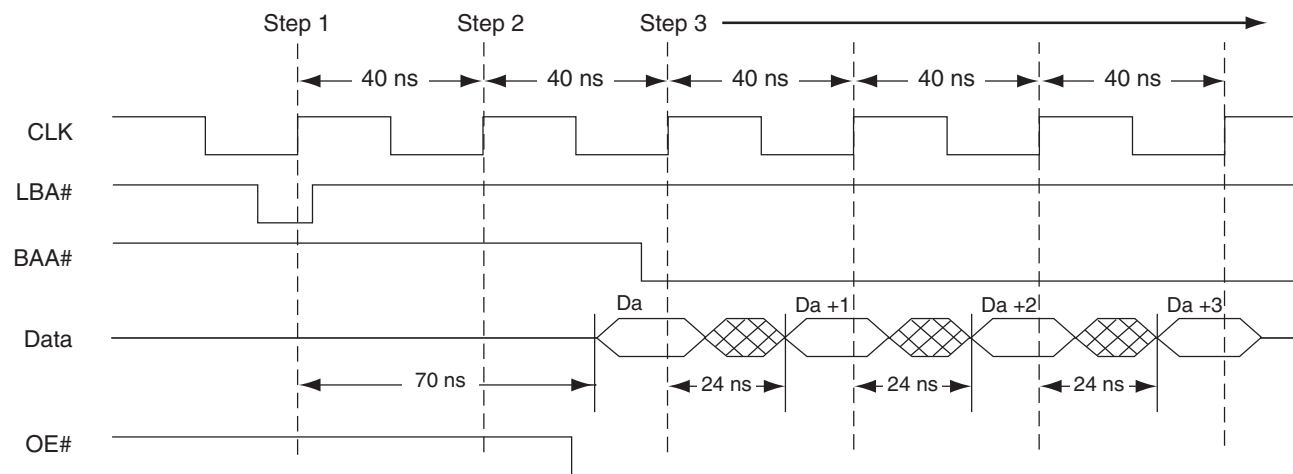 Step 1 Step 2 Step 3
40 ns 40 ns 40 ns 40 ns 40 ns
CLK
LBA#
BAA#
Da Da +1 Da +2 Da +3
Data
70 ns 24 ns 24 ns 24 ns
OE#